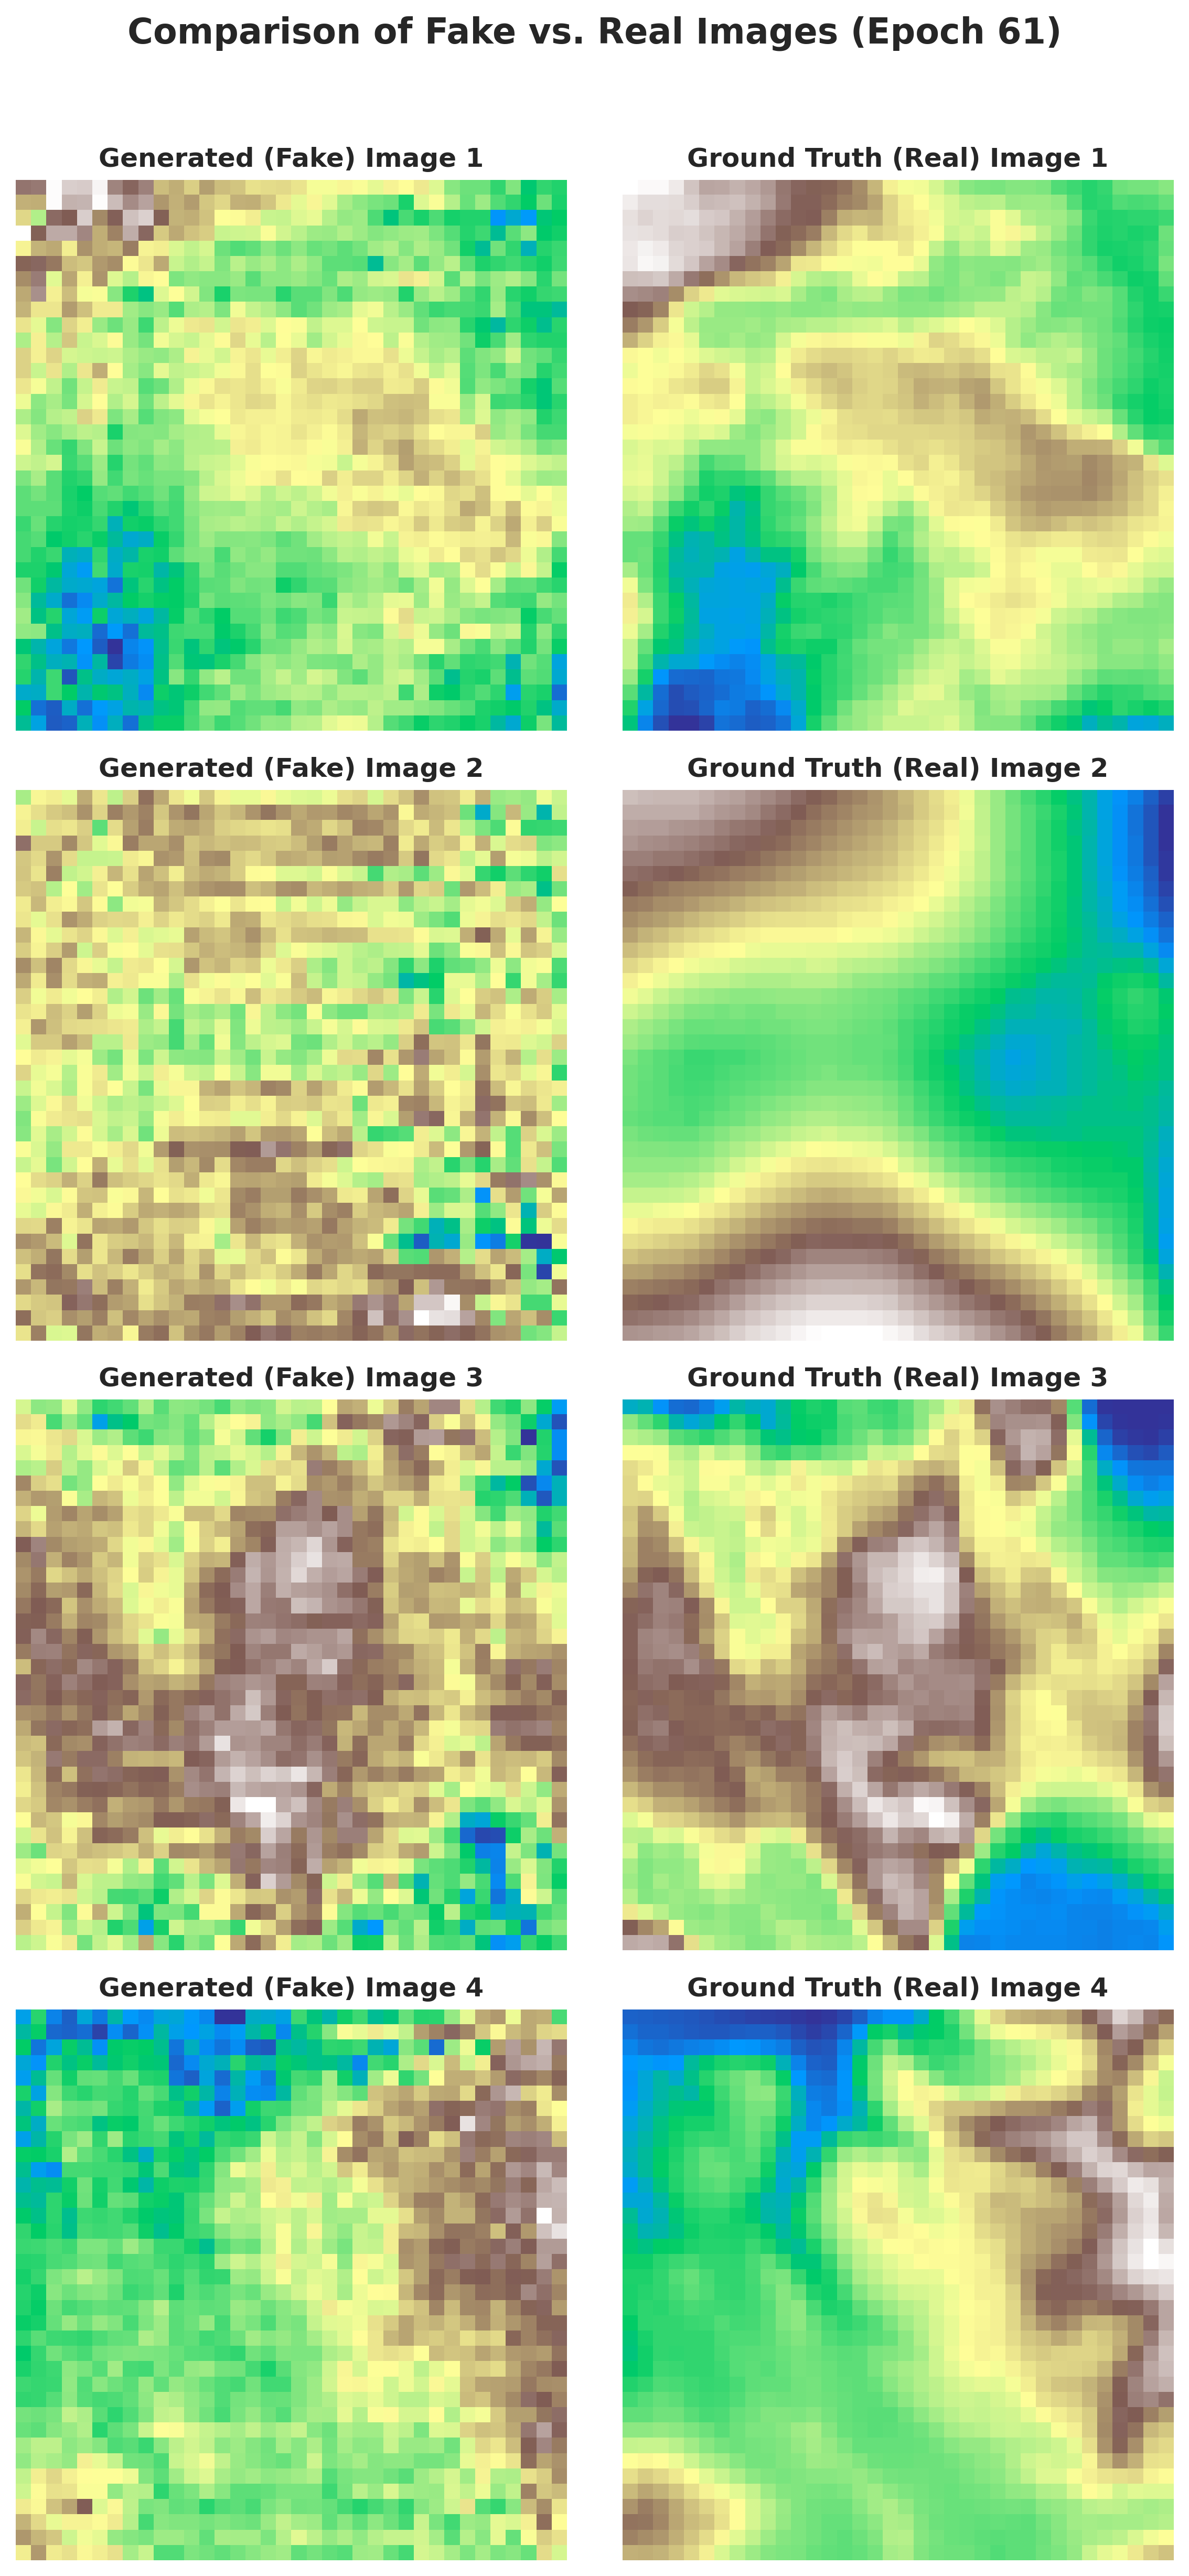 Comparison of Fake vs. Real Images (Epoch 61)
Generated (Fake) Image 1
Ground Truth (Real) Image 1
Generated (Fake) Image 2
Ground Truth (Real) Image 2
Generated (Fake) Image 3
Ground Truth (Real) Image 3
Generated (Fake) Image 4
Ground Truth (Real) Image 4